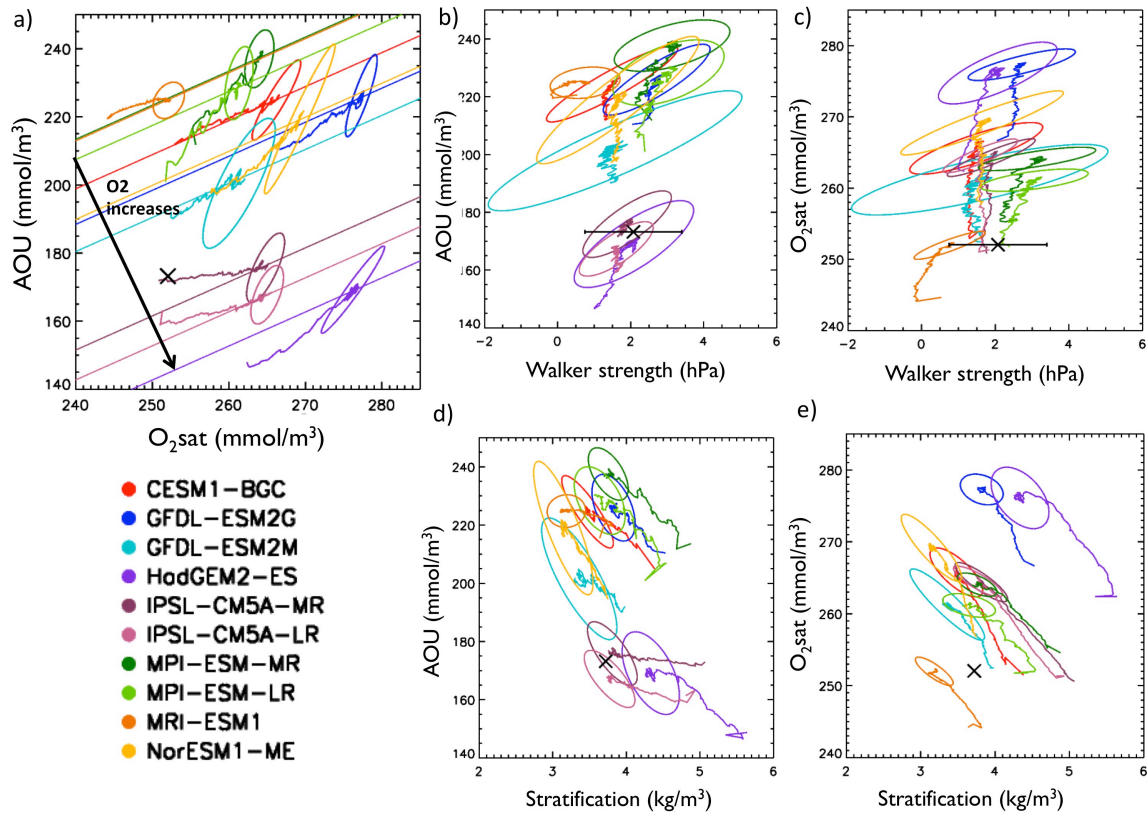 a)
AOU (mmol/m³)
260
240
220
200
180
160
140
O2
increases
240
250
260
270
280
O₂sat (mmol/m³)
b)
AOU (mmol/m³)
240
220
200
180
160
140
−2
0
2
4
6
Walker strength (hPa)
c)
O₂sat (mmol/m³)
280
270
260
250
240
−2
0
2
4
6
Walker strength (hPa)
CESM1−BGC
GFDL−ESM2G
GFDL−ESM2M
HadGEM2−ES
IPSL−CM5A−MR
IPSL−CM5A−LR
MPI−ESM−MR
MPI−ESM−LR
MRI−ESM1
NorESM1−ME
d)
AOU (mmol/m³)
240
220
200
180
160
140
2
3
4
5
6
Stratification (kg/m³)
e)
O₂sat (mmol/m³)
280
270
260
250
240
2
3
4
5
6
Stratification (kg/m³)